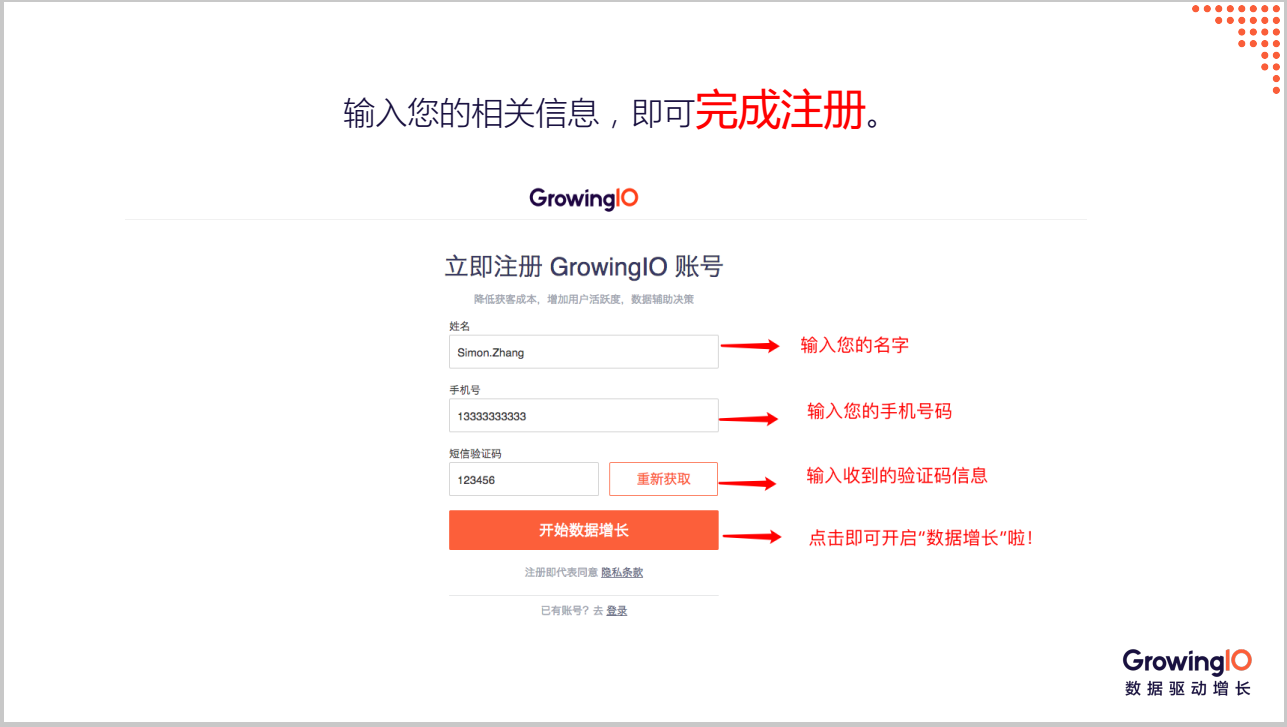 输入您的相关信息，即可完成注册。
GrowingIO
立即注册 GrowingIO 账号
降低获客成本，增加用户活跃度，数据辅助决策
姓名
Simon.Zhang
输入您的名字
手机号
13333333333
输入您的手机号码
短信验证码
123456
重新获取
输入收到的验证码信息
开始数据增长
点击即可开启“数据增长”啦！
注册即代表同意 隐私条款
已有账号？去 登录
GrowingIO
数据驱动增长